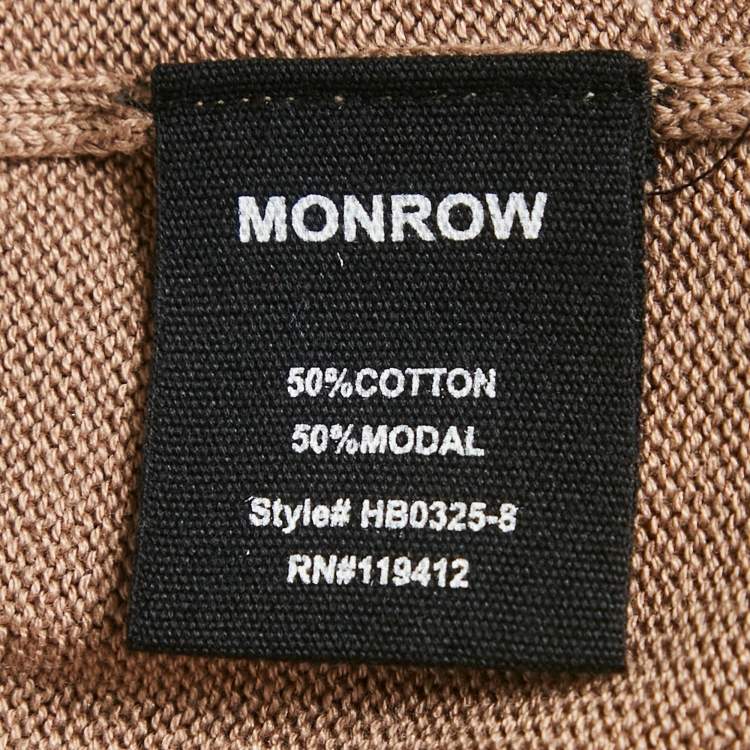 MONROW
50%COTTON
50%MODAL
Style# HB0325-8
RN#119412